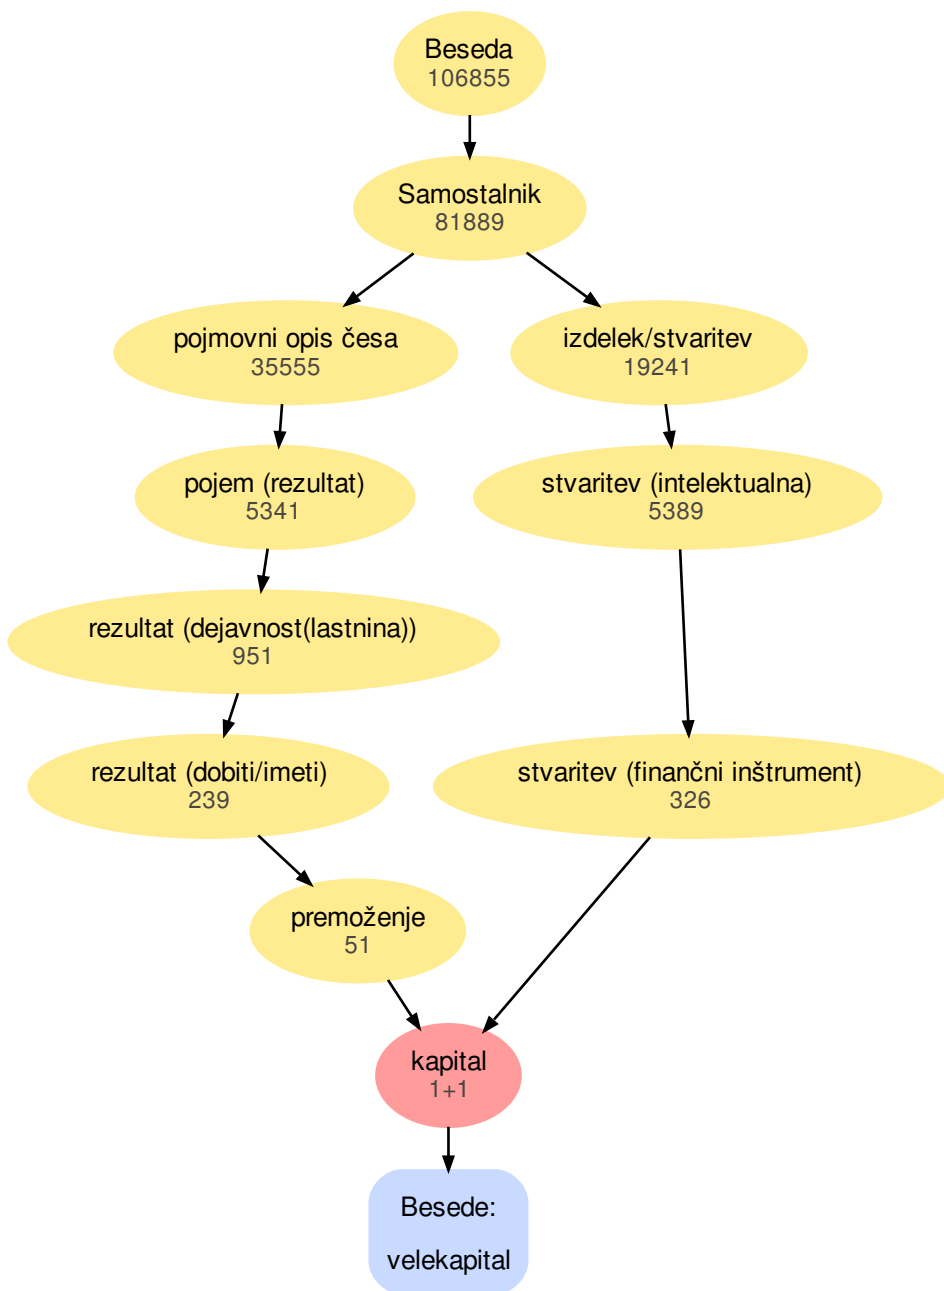 Beseda
106855
Samostalnik
81889
pojmovni opis česa
35555
izdelek/stvaritev
19241
pojem (rezultat)
5341
stvaritev (intelektualna)
5389
rezultat (dejavnost(lastnina))
951
rezultat (dobiti/imeti)
239
stvaritev (finančni inštrument)
326
premoženje
51
kapital
1+1
Besede:
velekapital